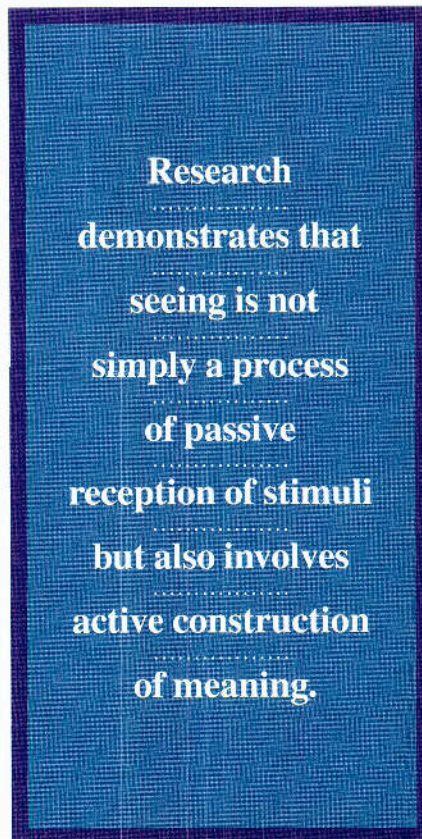 Research
demonstrates that
seeing is not
simply a process
of passive
reception of stimuli
but also involves
active construction
of meaning.